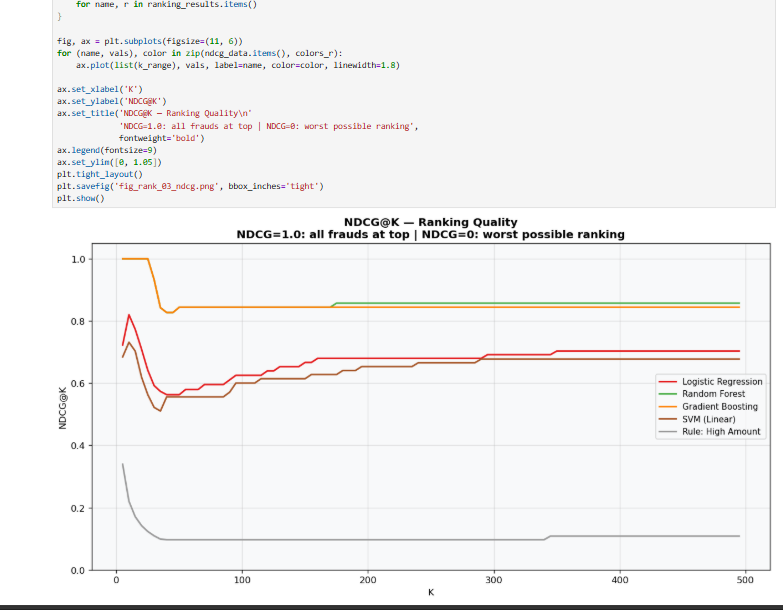 for name, r in ranking_results.items()
}
fig, ax = plt.subplots(figsize=(11, 6))
for (name, vals), color in zip(ndcg_data.items(), colors_r):
ax.plot(list(k_range), vals, label=name, color=color, linewidth=1.8)
ax.set_xlabel('K')
ax.set_ylabel('NDCG@K')
ax.set_title('NDCG@K — Ranking Quality\n'
'NDCG=1.0: all frauds at top | NDCG=0: worst possible ranking',
fontweight='bold')
ax.legend(fontsize=9)
ax.set_ylim([0, 1.05])
plt.tight_layout()
plt.savefig('fig_rank_03_ndcg.png', bbox_inches='tight')
plt.show()
NDCG@K — Ranking Quality
NDCG=1.0: all frauds at top | NDCG=0: worst possible ranking
1.0
0.8
0.6
0.4
0.2
0.0
NDCG@K
Logistic Regression
Random Forest
Gradient Boosting
SVM (Linear)
Rule: High Amount
0
100
200
300
400
500
K